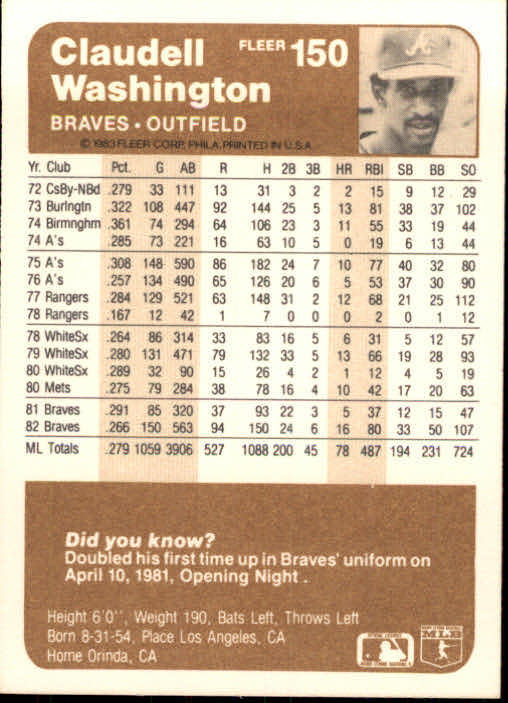 Claudell
Washington
FLEER 150
BRAVES • OUTFIELD
© 1983 FLEER CORP. PHILA. PRINTED IN U.S.A.
Yr. Club Pct. G AB R H 2B 3B HR RBI SB BB SO
72 CsBy-NBd .279 33 111 13 31 3 2 2 15 9 12 29
73 Burlngtn .322 108 447 92 144 25 5 13 81 38 37 102
74 Birmnghm .361 74 294 64 106 23 3 11 55 33 19 44
74 A's .285 73 221 16 63 10 5 0 19 6 13 44
75 A's .308 148 590 86 182 24 7 10 77 40 32 80
76 A's .257 134 490 65 126 20 6 5 53 37 30 90
77 Rangers .284 129 521 63 148 31 2 12 68 21 25 112
78 Rangers .167 12 42 1 7 0 0 0 2 0 1 12
78 WhiteSx .264 86 314 33 83 16 5 6 31 5 12 57
79 WhiteSx .280 131 471 79 132 33 5 13 66 19 28 93
80 WhiteSx .289 32 90 15 26 4 2 1 12 4 5 19
80 Mets .275 79 284 38 78 16 4 10 42 17 20 63
81 Braves .291 85 320 37 93 22 3 5 37 12 15 47
82 Braves .266 150 563 94 150 24 6 16 80 33 50 107
ML Totals .279 1059 3906 527 1088 200 45 78 487 194 231 724
Did you know?
Doubled his first time up in Braves' uniform on
April 10, 1981, Opening Night .
Height 6'0", Weight 190, Bats Left, Throws Left
Born 8-31-54, Place Los Angeles, CA
Home Orinda, CA
MLB